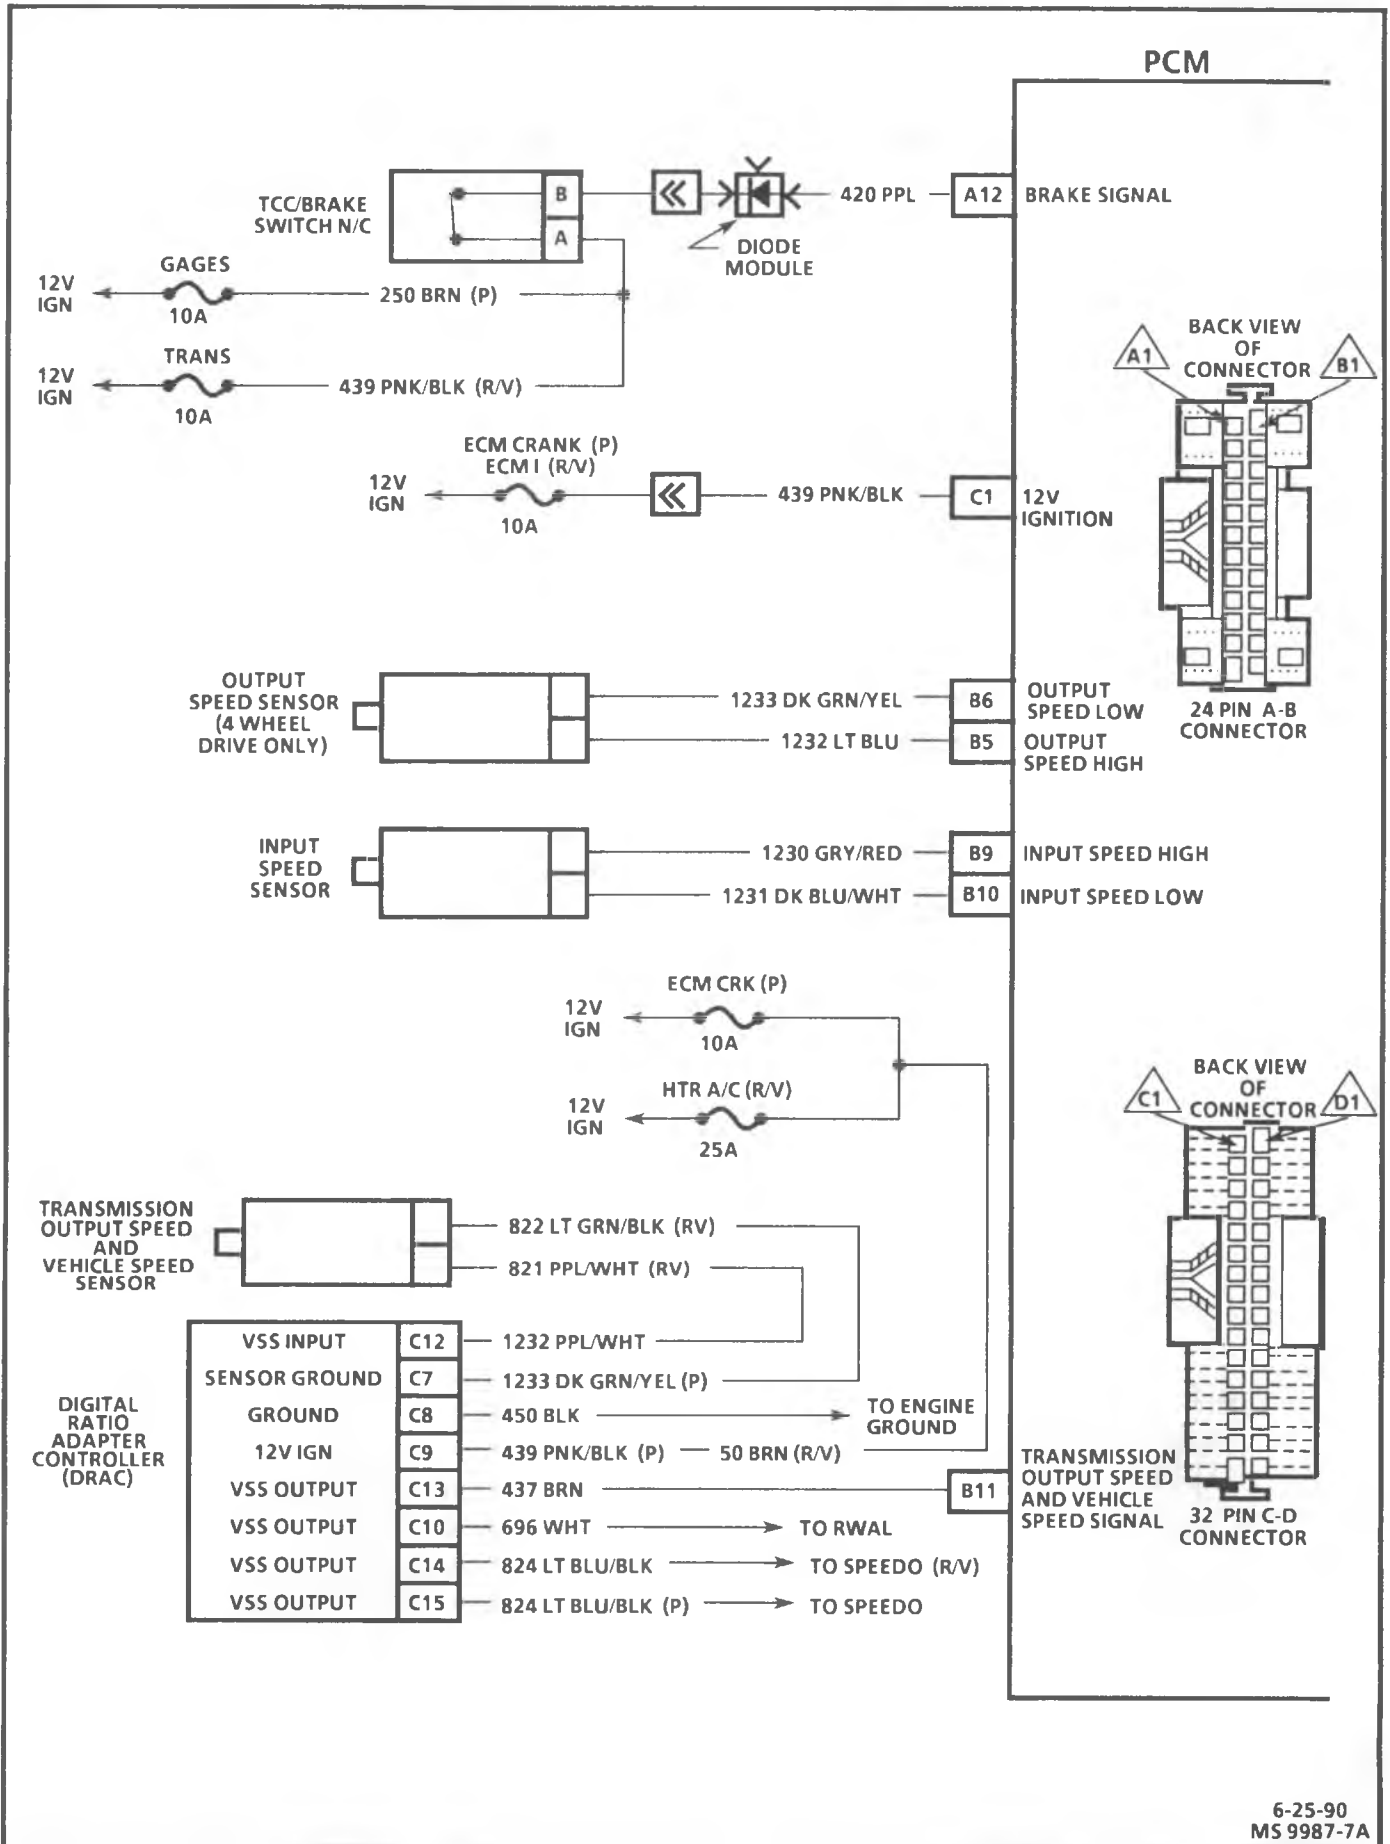 PCM
TCC/BRAKE
SWITCH N/C
B
A
420 PPL
A12
BRAKE SIGNAL
DIODE
MODULE
GAGES
12V
IGN
10A
250 BRN (P)
TRANS
12V
IGN
10A
439 PNK/BLK (R/V)
ECM CRANK (P)
ECM I (R/V)
12V
IGN
10A
439 PNK/BLK
C1
12V
IGNITION
BACK VIEW
OF
CONNECTOR
A1
B1
24 PIN A-B
CONNECTOR
OUTPUT
SPEED SENSOR
(4 WHEEL
DRIVE ONLY)
1233 DK GRN/YEL
B6
OUTPUT
SPEED LOW
1232 LT BLU
B5
OUTPUT
SPEED HIGH
INPUT
SPEED
SENSOR
1230 GRY/RED
B9
INPUT SPEED HIGH
1231 DK BLU/WHT
B10
INPUT SPEED LOW
ECM CRK (P)
12V
IGN
10A
HTR A/C (R/V)
12V
IGN
25A
BACK VIEW
OF
CONNECTOR
C1
D1
32 PIN C-D
CONNECTOR
TRANSMISSION
OUTPUT SPEED
AND
VEHICLE SPEED
SENSOR
822 LT GRN/BLK (RV)
821 PPL/WHT (RV)
DIGITAL
RATIO
ADAPTER
CONTROLLER
(DRAC)
VSS INPUT C12 1232 PPL/WHT
SENSOR GROUND C7 1233 DK GRN/YEL (P)
GROUND C8 450 BLK TO ENGINE
GROUND
12V IGN C9 439 PNK/BLK (P) 50 BRN (R/V)
VSS OUTPUT C13 437 BRN B11
TRANSMISSION
OUTPUT SPEED
AND VEHICLE
SPEED SIGNAL
VSS OUTPUT C10 696 WHT TO RWAL
VSS OUTPUT C14 824 LT BLU/BLK TO SPEEDO (R/V)
VSS OUTPUT C15 824 LT BLU/BLK (P) TO SPEEDO
6-25-90
MS 9987-7A